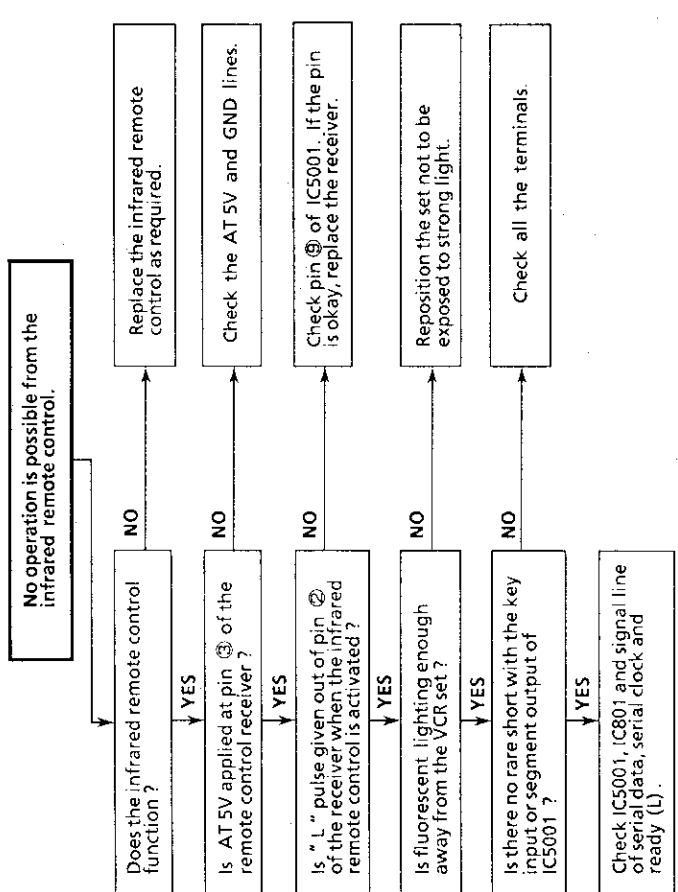 No operation is possible from the
infrared remote control.
Does the infrared remote control
function ?
NO
Replace the infrared remote
control as required.
YES
Is AT 5V applied at pin ③ of the
remote control receiver ?
NO
Check the AT 5V and GND lines.
YES
Is " L " pulse given out of pin ②
of the receiver when the infrared
remote control is activated ?
NO
Check pin ⑨ of IC5001. If the pin
is okay, replace the receiver.
YES
Is fluorescent lighting enough
away from the VCR set ?
NO
Reposition the set not to be
exposed to strong light.
YES
Is there no rare short with the key
input or segment output of
IC5001 ?
NO
Check all the terminals.
YES
Check IC5001, IC801 and signal line
of serial data, serial clock and
ready (L) .